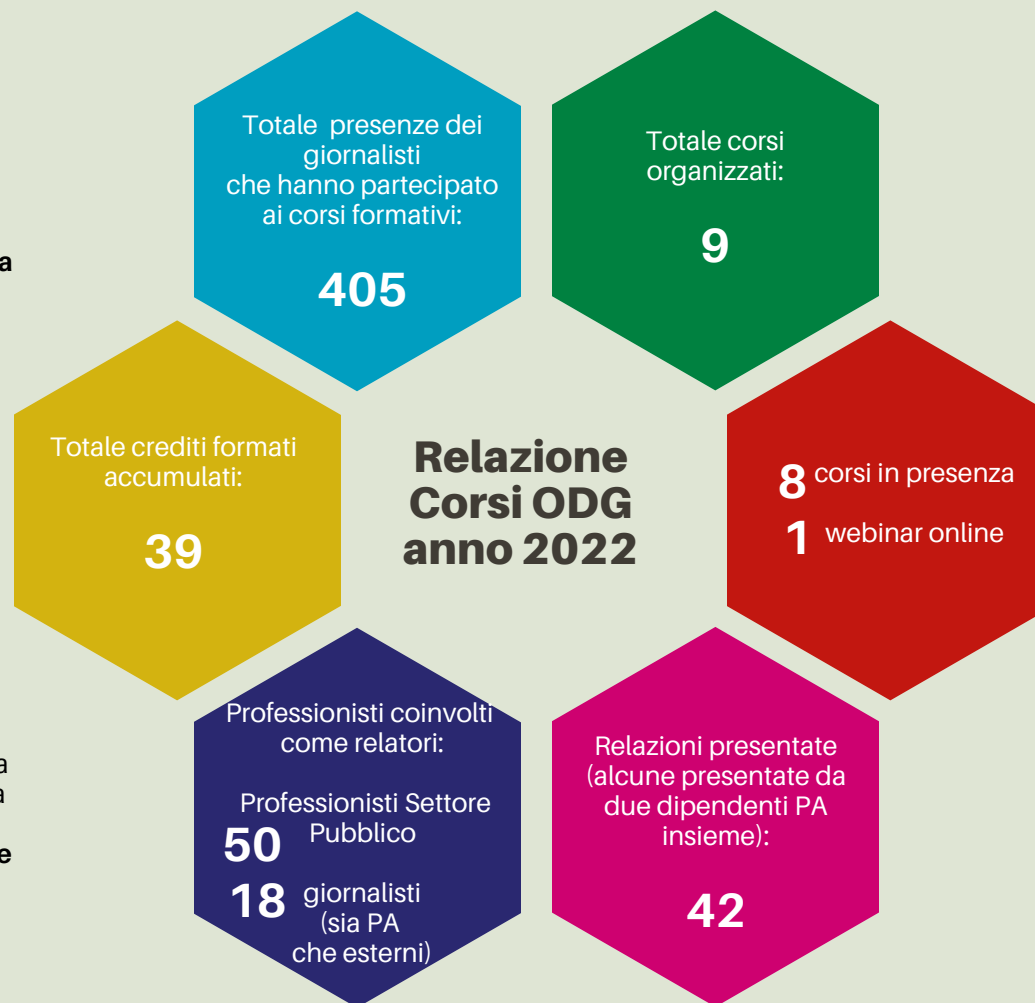 Totale presenze dei
giornalisti
che hanno partecipato
ai corsi formativi:
405
Totale corsi
organizzati:
9
a
Totale crediti formati
accumulati:
39
Relazione
Corsi ODG
anno 2022
8 corsi in presenza
1 webinar online
Professionisti coinvolti
come relatori:
Professionisti Settore
50 Pubblico
18 giornalisti
(sia PA
che esterni)
Relazioni presentate
(alcune presentate da
due dipendenti PA
insieme):
42
a
a
e